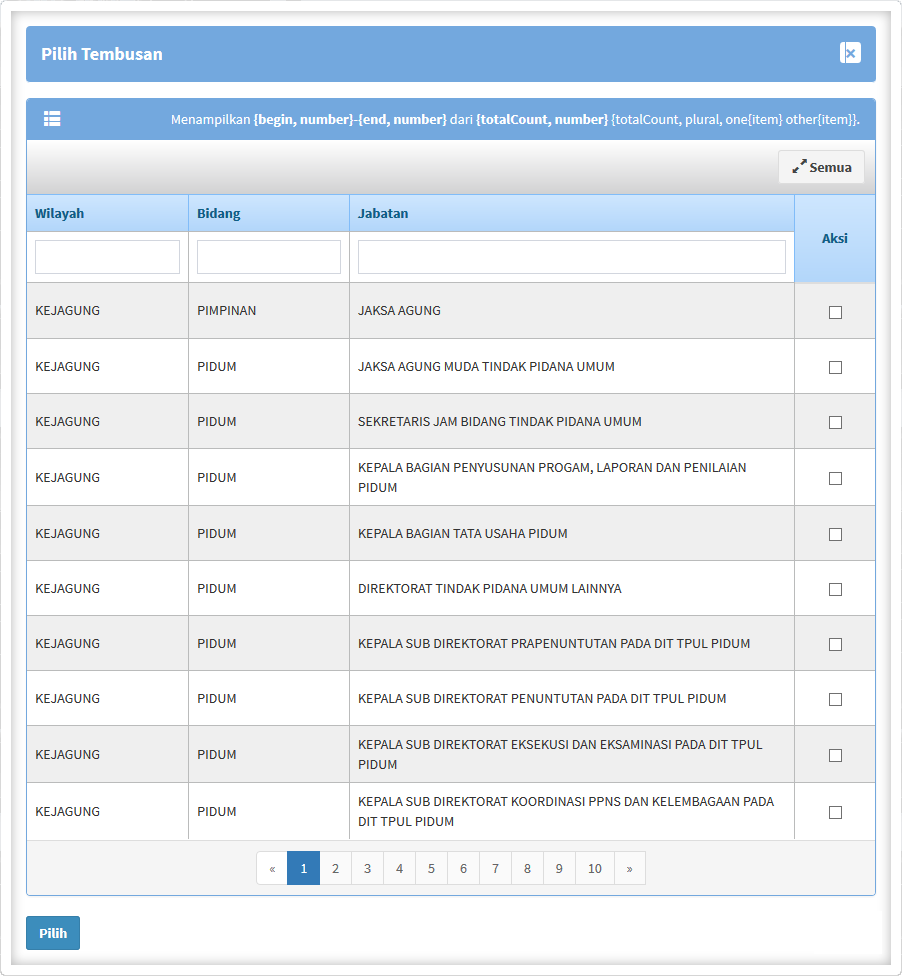 Pilih Tembusan
Menampilkan {begin, number}-{end, number} dari {totalCount, number} {totalCount, plural, one{item} other{item}}.
Semua
Wilayah Bidang Jabatan Aksi
KEJAGUNG PIMPINAN JAKSA AGUNG
KEJAGUNG PIDUM JAKSA AGUNG MUDA TINDAK PIDANA UMUM
KEJAGUNG PIDUM SEKRETARIS JAM BIDANG TINDAK PIDANA UMUM
KEJAGUNG PIDUM KEPALA BAGIAN PENYUSUNAN PROGAM, LAPORAN DAN PENILAIAN
PIDUM
KEJAGUNG PIDUM KEPALA BAGIAN TATA USAHA PIDUM
KEJAGUNG PIDUM DIREKTORAT TINDAK PIDANA UMUM LAINNYA
KEJAGUNG PIDUM KEPALA SUB DIREKTORAT PRAPENUNTUTAN PADA DIT TPUL PIDUM
KEJAGUNG PIDUM KEPALA SUB DIREKTORAT PENUNTUTAN PADA DIT TPUL PIDUM
KEJAGUNG PIDUM KEPALA SUB DIREKTORAT EKSEKUSI DAN EKSAMINASI PADA DIT TPUL
PIDUM
KEJAGUNG PIDUM KEPALA SUB DIREKTORAT KOORDINASI PPNS DAN KELEMBAGAAN PADA
DIT TPUL PIDUM
« 1 2 3 4 5 6 7 8 9 10 »
Pilih